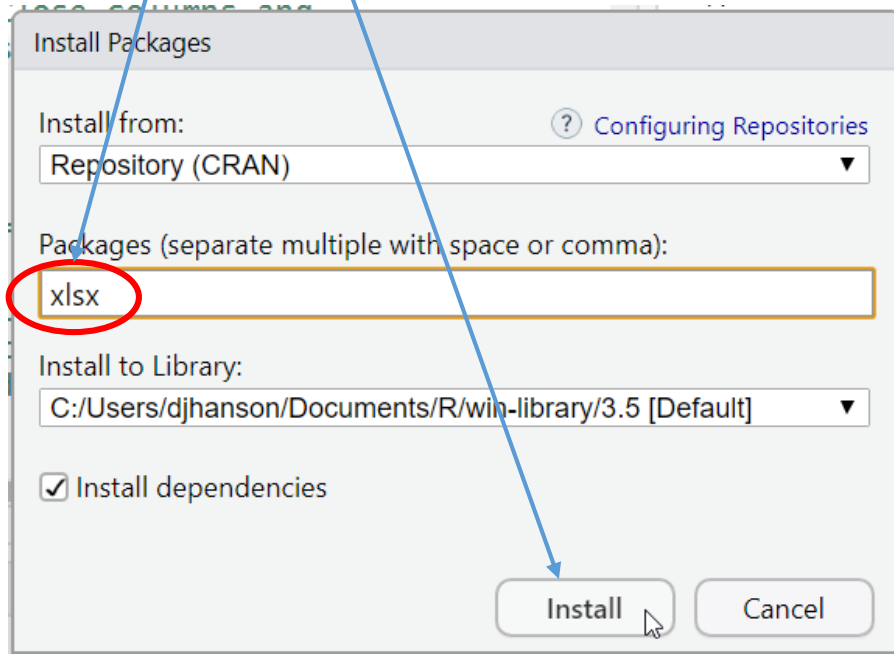 Install Packages
Install from:
? Configuring Repositories
Repository (CRAN)
Packages (separate multiple with space or comma):
xlsx
Install to Library:
C:/Users/djhanson/Documents/R/win-library/3.5 [Default]
Install dependencies
Install Cancel